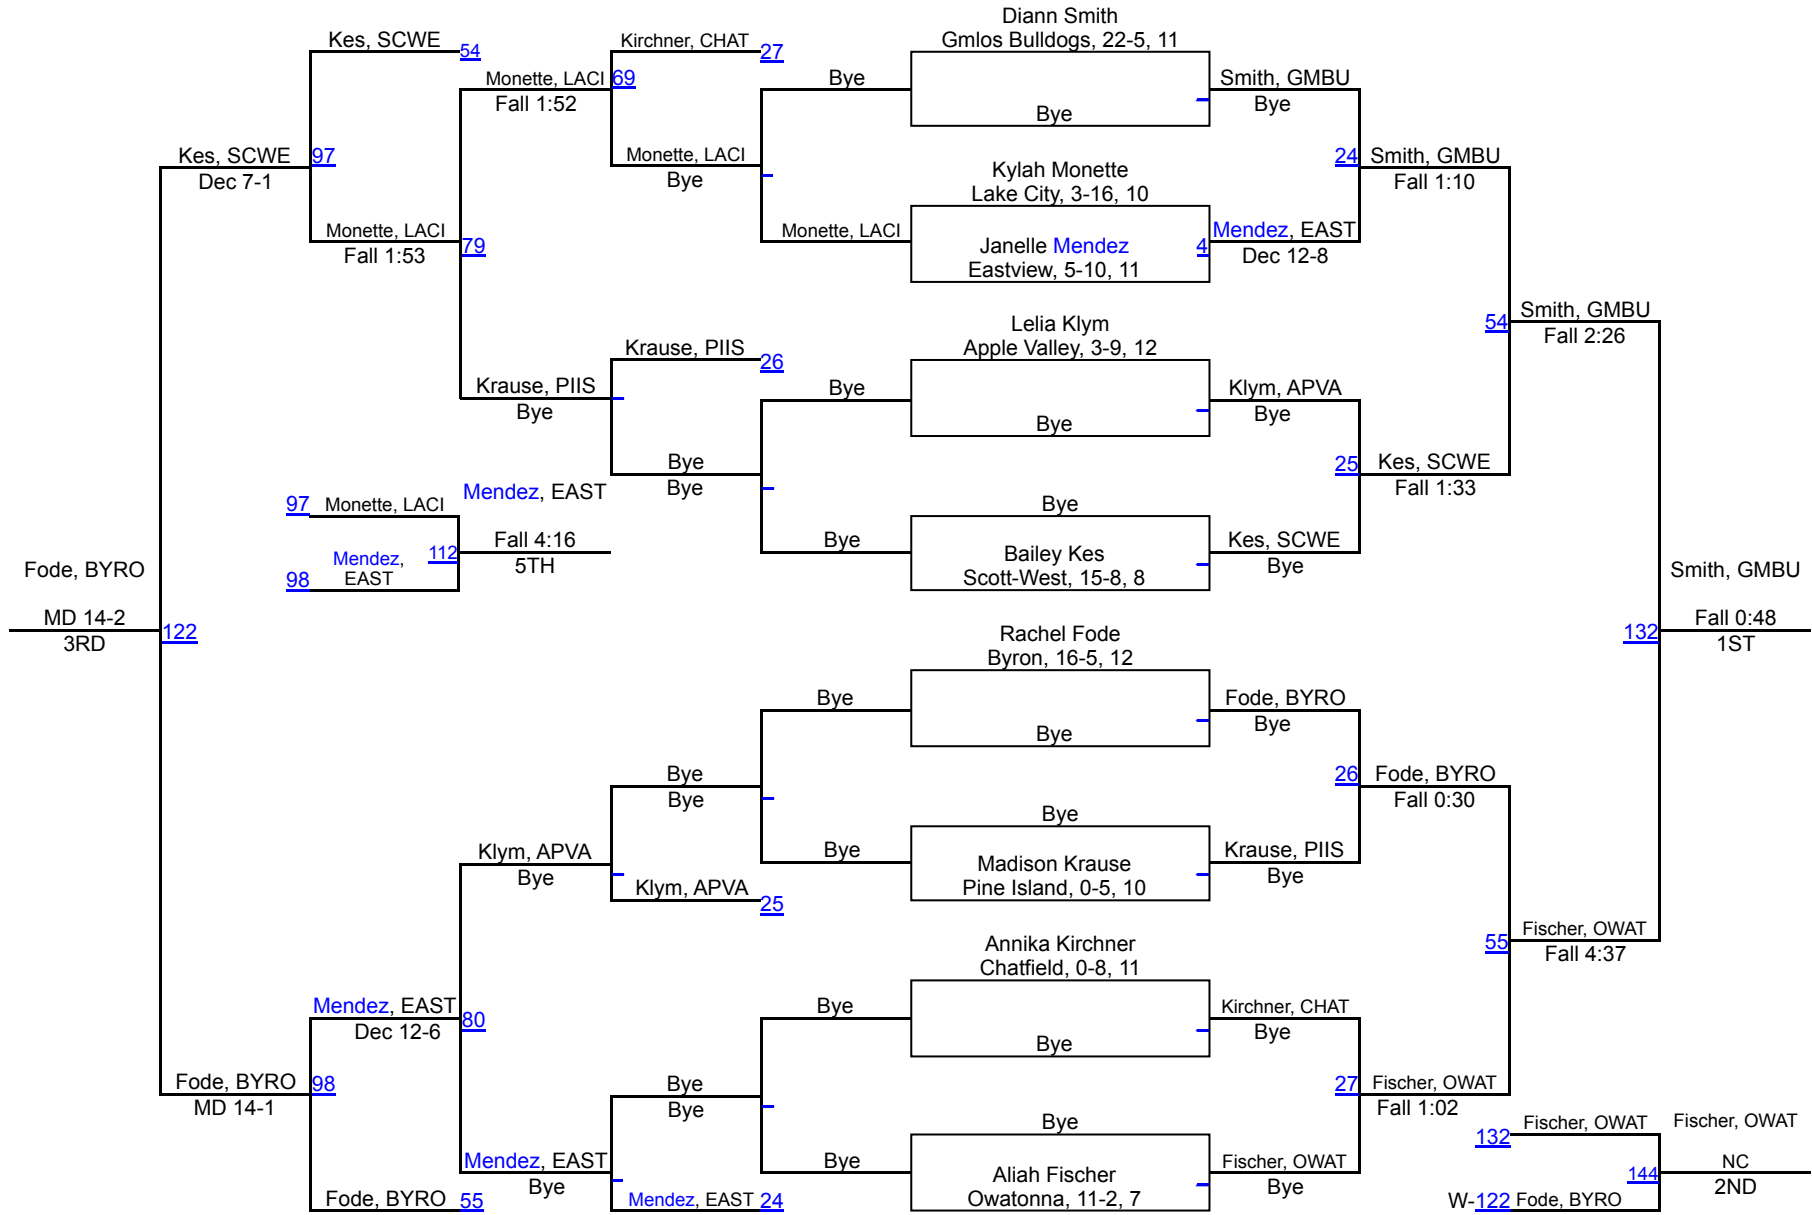 Diann Smith
Gmlos Bulldogs, 22-5, 11
Bye
Kylah Monette
Lake City, 3-16, 10
Janelle Mendez
Eastview, 5-10, 11
4
Lelia Klym
Apple Valley, 3-9, 12
Bye
Bye
Bailey Kes
Scott-West, 15-8, 8
Rachel Fode
Byron, 16-5, 12
Bye
Bye
Madison Krause
Pine Island, 0-5, 10
Annika Kirchner
Chatfield, 0-8, 11
Bye
Bye
Aliah Fischer
Owatonna, 11-2, 7
Smith, GMBU
Bye
Mendez, EAST
Dec 12-8
Klym, APVA
Bye
Kes, SCWE
Bye
Fode, BYRO
Bye
Krause, PIIS
Bye
Kirchner, CHAT
Bye
Fischer, OWAT
Bye
24
Smith, GMBU
Fall 1:10
25
Kes, SCWE
Fall 1:33
26
Fode, BYRO
Fall 0:30
27
Fischer, OWAT
Fall 1:02
54
Smith, GMBU
Fall 2:26
55
Fischer, OWAT
Fall 4:37
Smith, GMBU
132
Fall 0:48
1ST
Fischer, OWAT
132
W-122
Fode, BYRO
144
Fischer, OWAT
NC
2ND
Bye
Monette, LACI
Bye
Bye
Bye
Bye
Bye
Bye
Kirchner, CHAT
27
Monette, LACI
Bye
Krause, PIIS
26
Bye
Bye
Bye
Bye
Klym, APVA
25
Bye
Bye
Mendez, EAST
24
Monette, LACI
69
Fall 1:52
Krause, PIIS
Bye
Klym, APVA
Bye
Mendez, EAST
Bye
Kes, SCWE
54
Monette, LACI
79
Fall 1:53
Mendez, EAST
80
Dec 12-6
Fode, BYRO
55
Kes, SCWE
97
Dec 7-1
Fode, BYRO
98
MD 14-1
97
Monette, LACI
98
Mendez,
EAST
112
Mendez, EAST
Fall 4:16
5TH
Fode, BYRO
MD 14-2
3RD
122